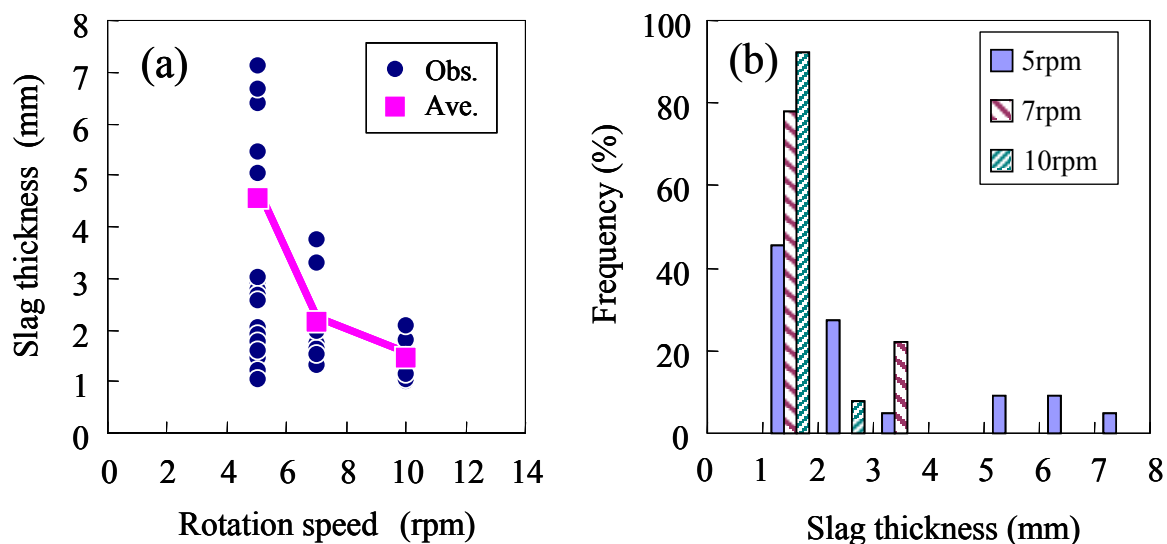 (a)
Obs.
Ave.
Slag thickness (mm)
8
7
6
5
4
3
2
1
0
0 2 4 6 8 10 12 14
Rotation speed (rpm)
(b)
5rpm
7rpm
10rpm
Frequency (%)
100
80
60
40
20
0
0 1 2 3 4 5 6 7 8
Slag thickness (mm)